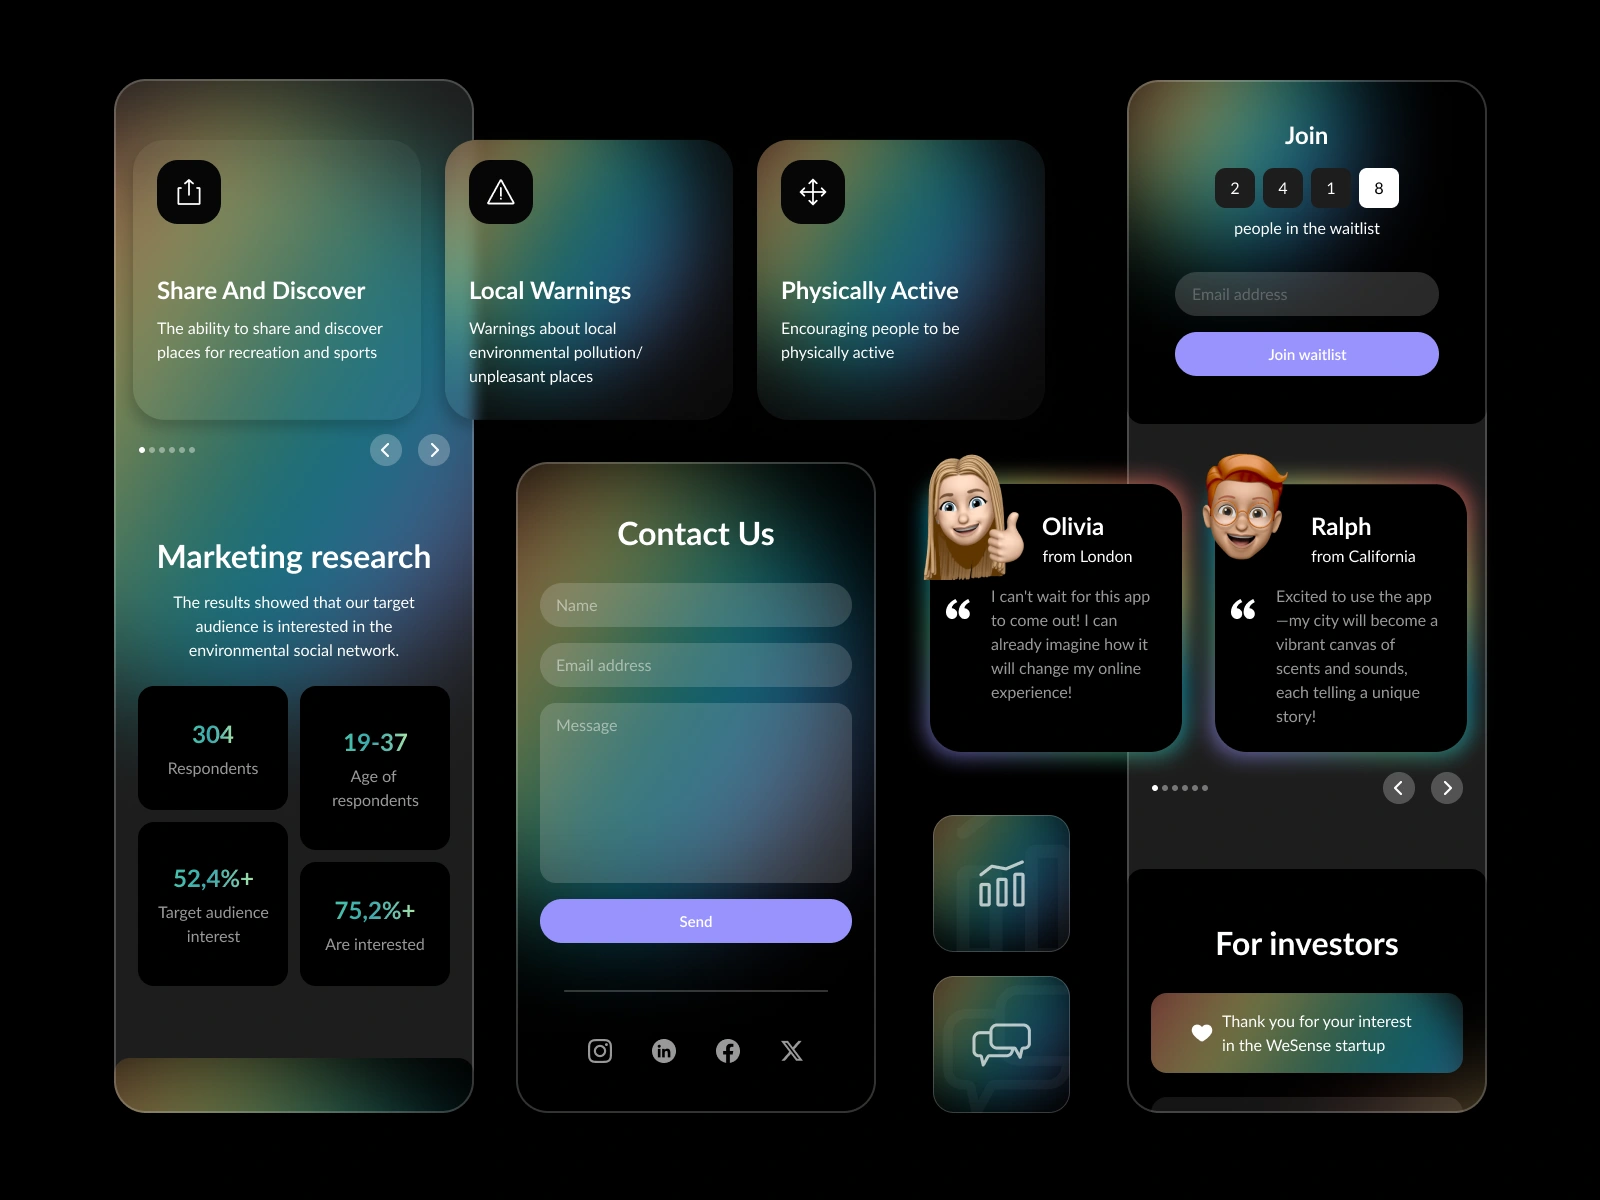 Share And Discover
The ability to share and discover
places for recreation and sports
Local Warnings
Warnings about local
environmental pollution/
unpleasant places
Physically Active
Encouraging people to be
physically active
Marketing research
The results showed that our target
audience is interested in the
environmental social network.
304
Respondents
19-37
Age of
respondents
52,4%+
Target audience
interest
75,2%+
Are interested
Contact Us
Name
Email address
Message
Send
Join
2 4 1 8
people in the waitlist
Email address
Join waitlist
Olivia
from London
“
I can't wait for this app
to come out! I can
already imagine how it
will change my online
experience!
Ralph
from California
“
Excited to use the app
—my city will become a
vibrant canvas of
scents and sounds,
each telling a unique
story!
For investors
Thank you for your interest
in the WeSense startup